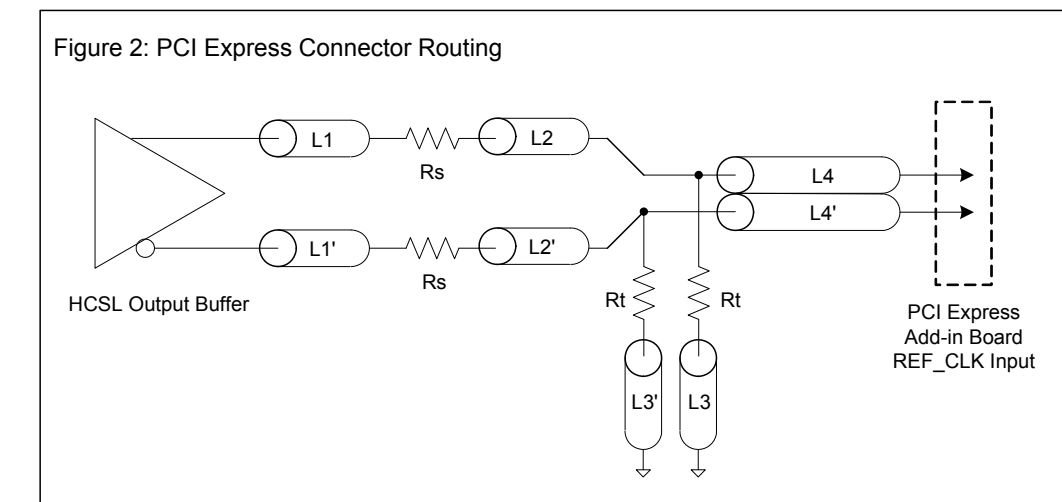 Figure 2: PCI Express Connector Routing
L1
Rs
L2
L4
L4'
L1'
Rs
L2'
HCSL Output Buffer
Rt
Rt
L3'
L3
PCI Express
Add-in Board
REF_CLK Input